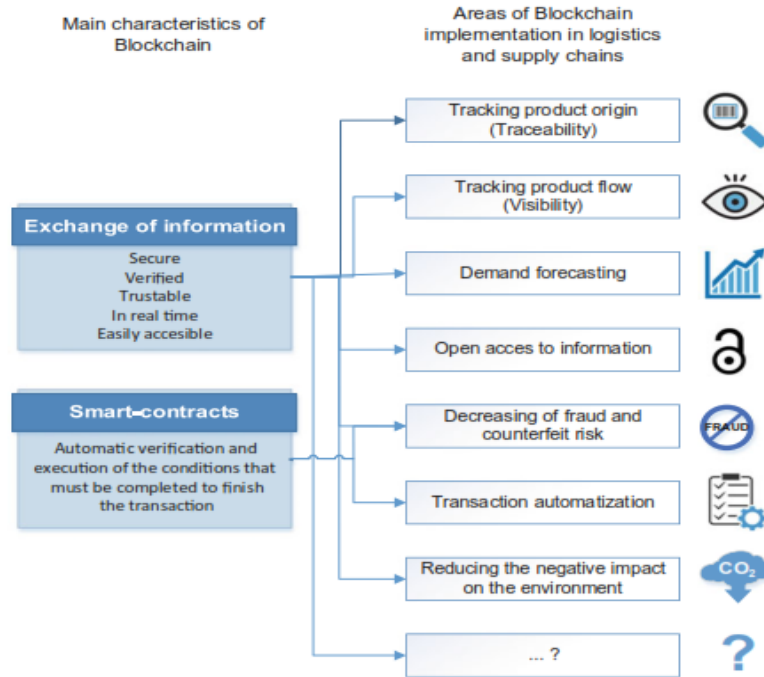 Main characteristics of
Blockchain
Areas of Blockchain
implementation in logistics
and supply chains
Exchange of information
Secure
Verified
Trustable
In real time
Easily accesible
Smart-contracts
Automatic verification and
execution of the conditions that
must be completed to finish
the transaction
Tracking product origin
(Traceability)
Tracking product flow
(Visibility)
Demand forecasting
Open acces to information
Decreasing of fraud and
counterfeit risk
FRAUD
Transaction automatization
Reducing the negative impact
on the environment
CO₂
... ?
?